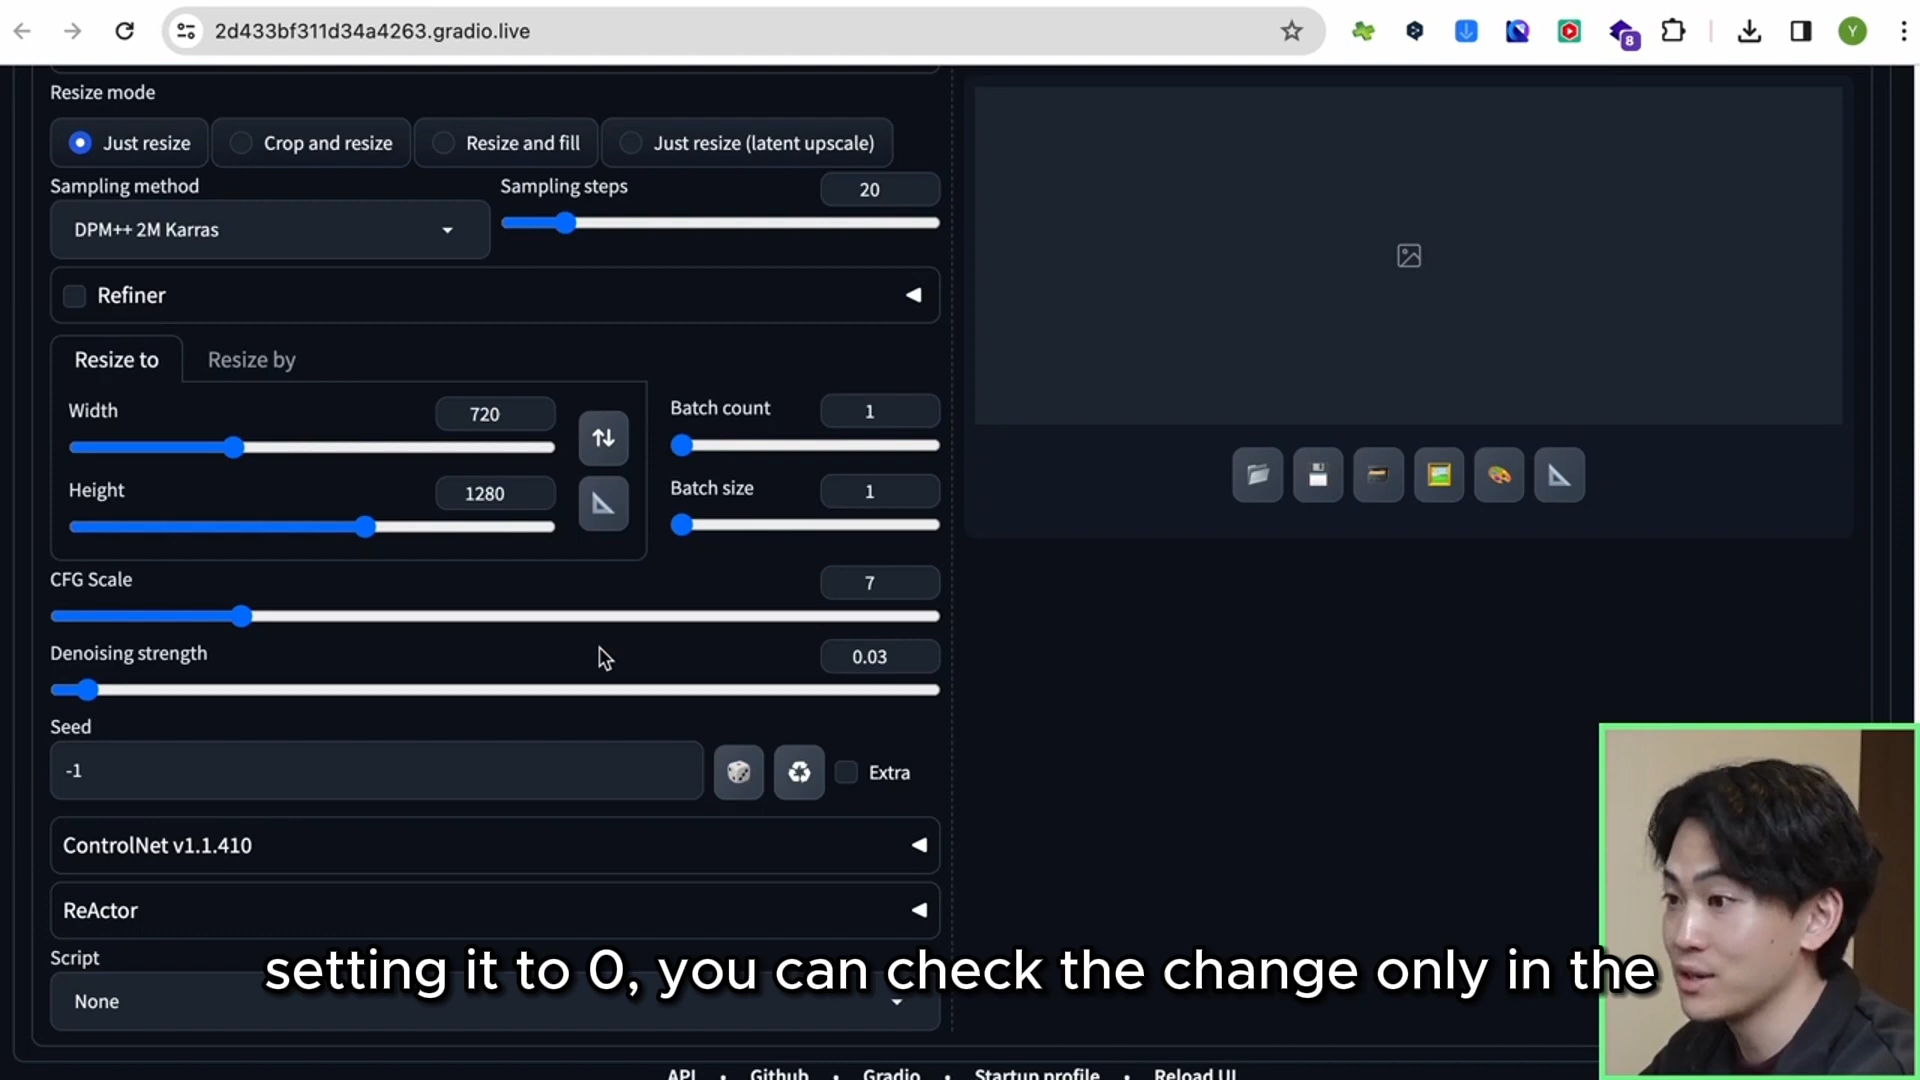 2d433bf311d34a4263.gradio.live
8
Y
Resize mode
Just resize
Crop and resize
Resize and fill
Just resize (latent upscale)
Sampling method
Sampling steps
20
DPM++ 2M Karras
Refiner
Resize to
Resize by
Width
720
Batch count
1
Height
1280
Batch size
1
CFG Scale
7
Denoising strength
0.03
Seed
-1
Extra
ControlNet v1.1.410
ReActor
Script
None
setting it to 0, you can check the change only in the
API • Github • Gradio • Startup profile • Reload UI